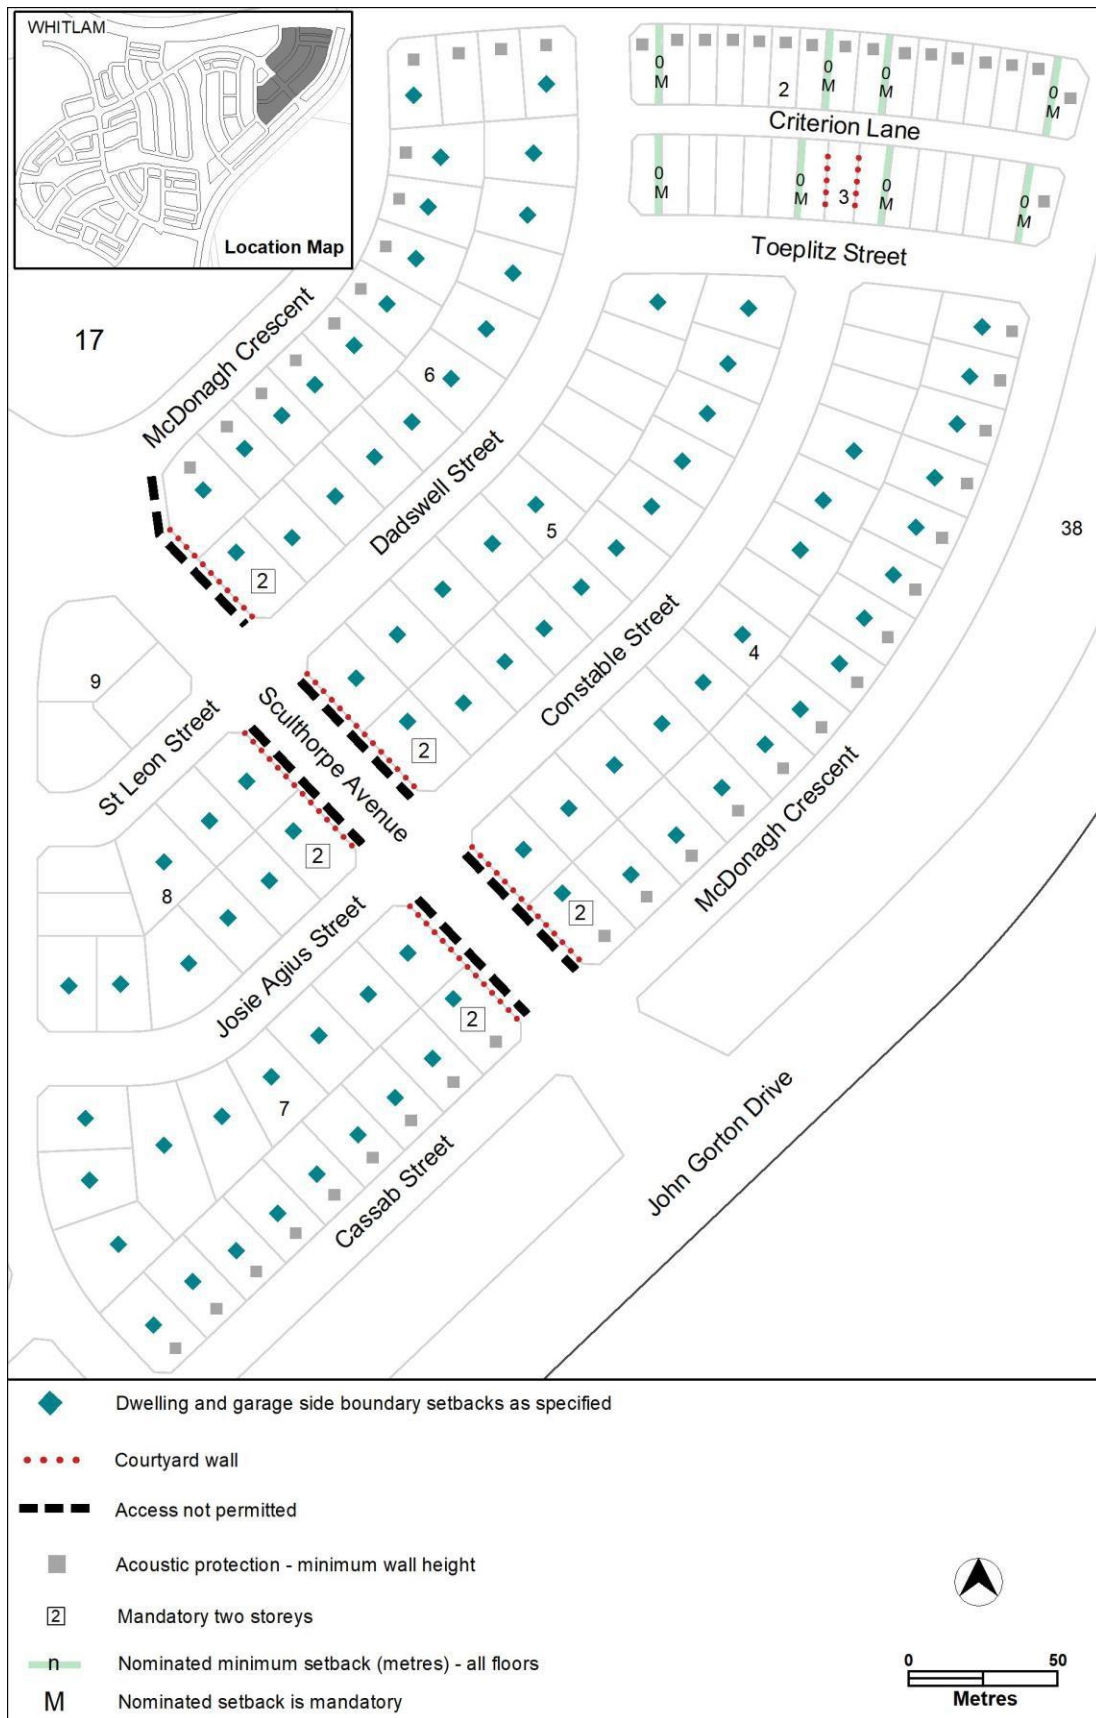 WHITLAM
Location Map
0
M
2
0
M
0
M
0
M
Criterion Lane
0
M
0
M
3
0
M
0
M
Toeplitz Street
17
McDonagh Crescent
6
Dadswell Street
5
38
2
9
Constable Street
4
Sculthorpe Avenue
St Leon Street
2
2
8
McDonagh Crescent
2
Josie Agius Street
2
7
Cassab Street
John Gorton Drive
Dwelling and garage side boundary setbacks as specified
Courtyard wall
Access not permitted
Acoustic protection - minimum wall height
2 Mandatory two storeys
n Nominated minimum setback (metres) - all floors
M Nominated setback is mandatory
0 50
Metres